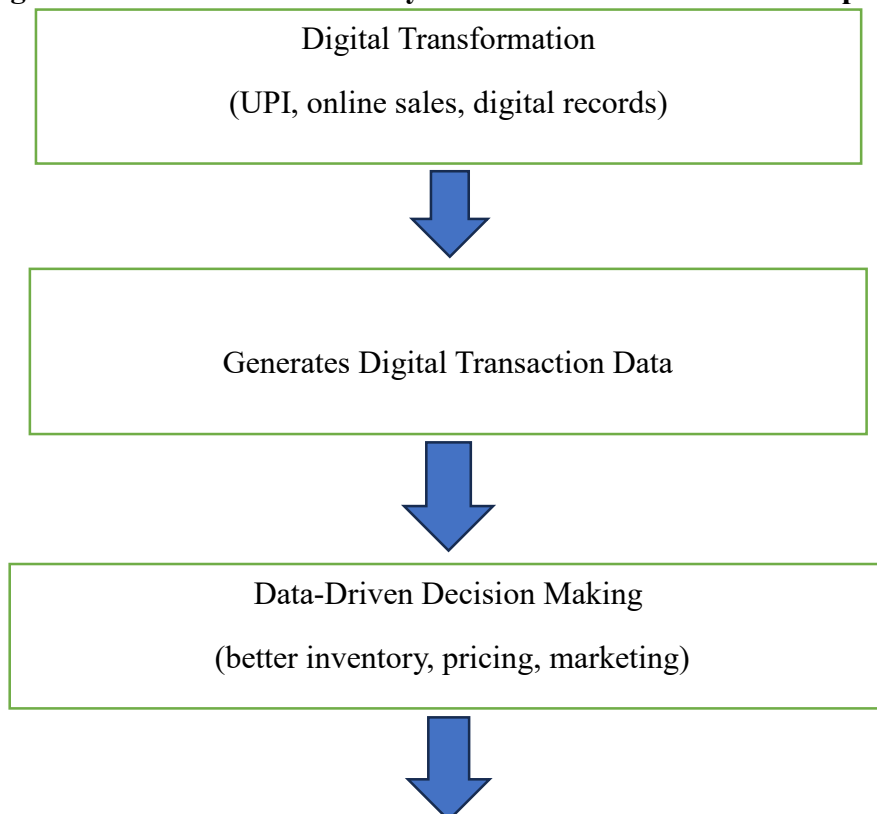 Digital Transformation
(UPI, online sales, digital records)
Generates Digital Transaction Data
Data-Driven Decision Making
(better inventory, pricing, marketing)